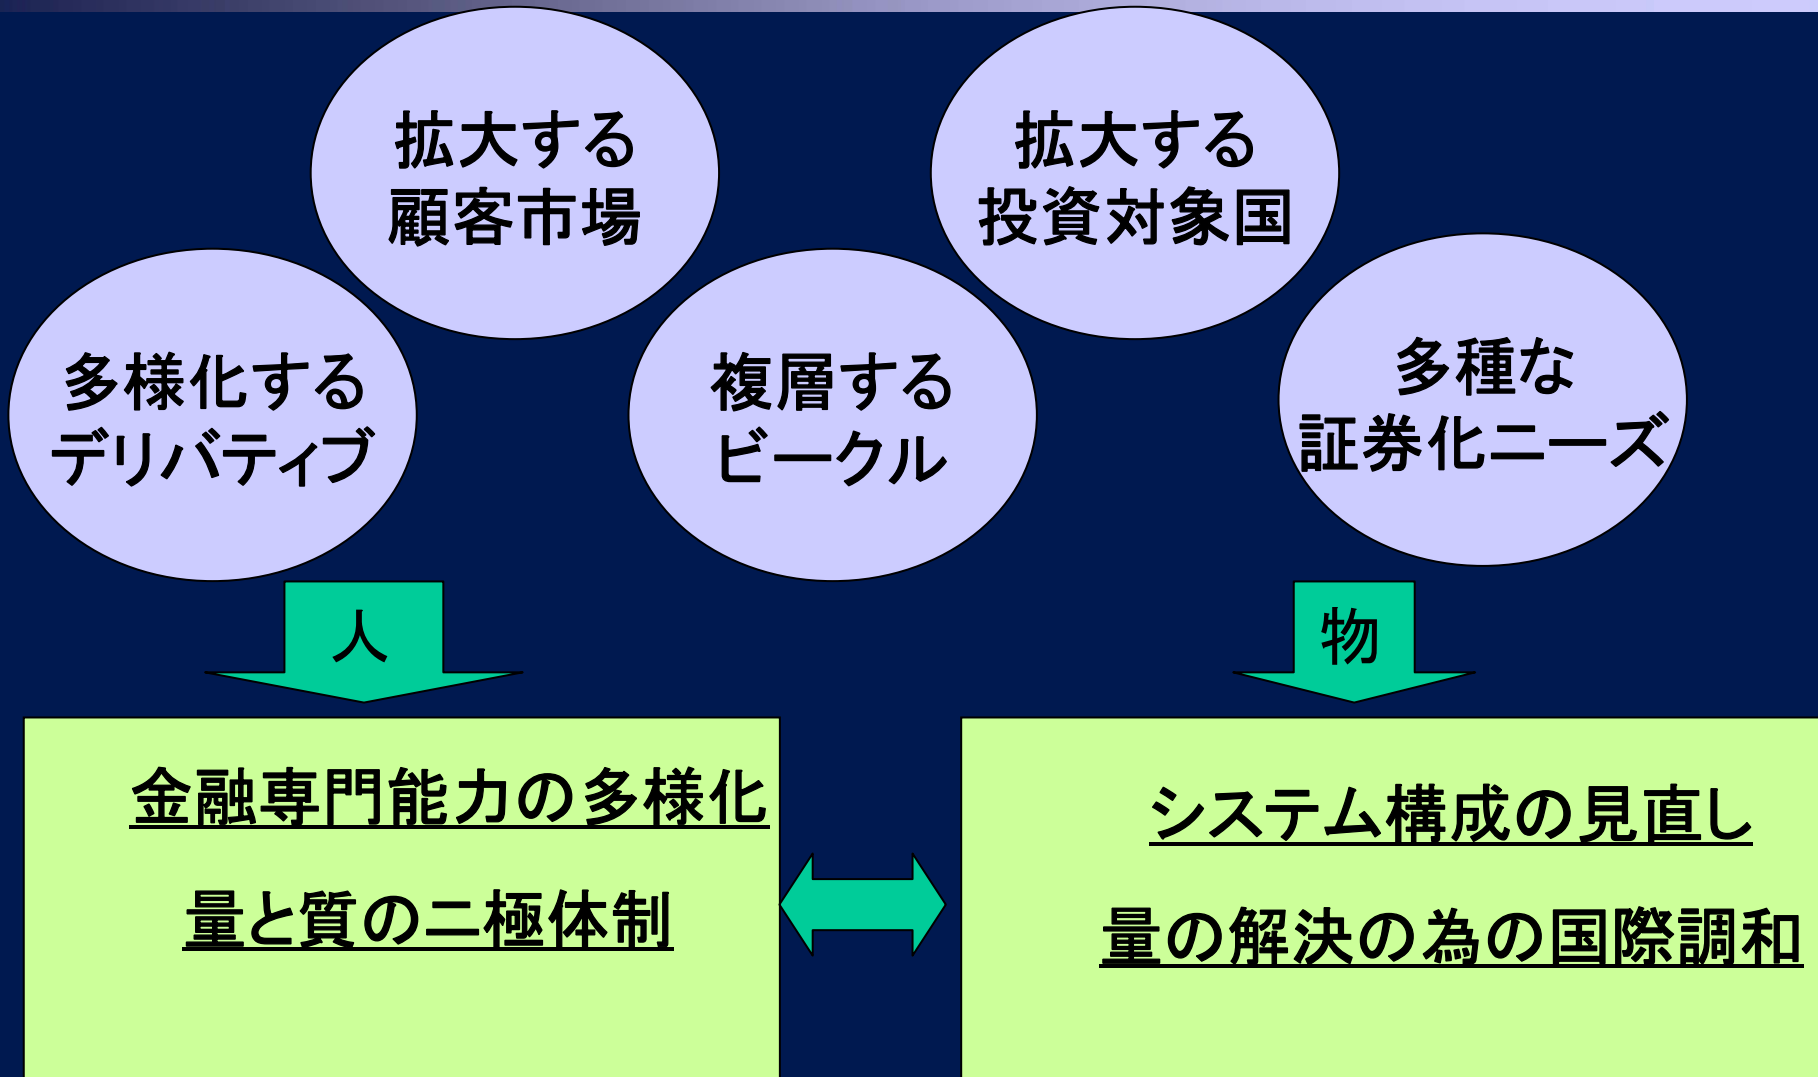 拡大する
顧客市場
拡大する
投資対象国
多様化する
デリバティブ
複層する
ビークル
多種な
証券化ニーズ
人
物
金融専門能力の多様化
量と質の二極体制
システム構成の見直し
量の解決の為の国際調和